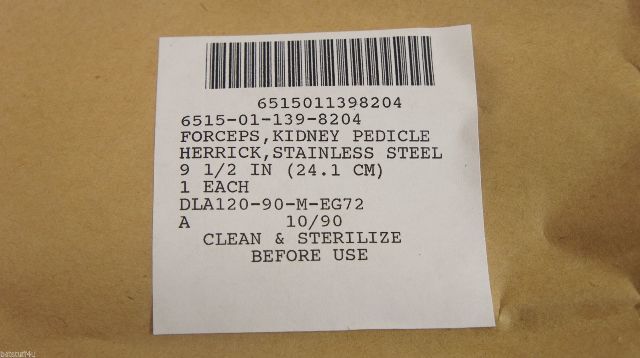 6515011398204
6515-01-139-8204
FORCEPS,KIDNEY PEDICLE
HERRICK,STAINLESS STEEL
9 1/2 IN (24.1 CM)
1 EACH
DLA120-90-M-EG72
A 10/90
CLEAN & STERILIZE
BEFORE USE
batstuff4u